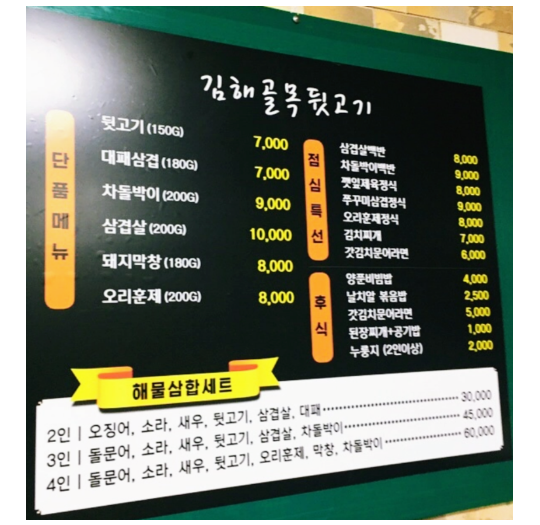 김해골목뒷고기
단품메뉴
뒷고기 (150G) 7,000
대패삼겹 (180G) 7,000
차돌박이 (200G) 9,000
삼겹살 (200G) 10,000
돼지막창 (180G) 8,000
오리훈제 (200G) 8,000
점심특선
삼겹살백반 8,000
차돌박이백반 9,000
깻잎제육정식 8,000
쭈꾸미삼겹정식 9,000
오리훈제정식 8,000
김치찌개 7,000
갓김치문어라면 6,000
후식
양푼비빔밥 4,000
날치알 볶음밥 2,500
갓김치문어라면 5,000
된장찌개+공기밥 1,000
누룽지 (2인이상) 2,000
해물삼합세트
2인 | 오징어, 소라, 새우, 뒷고기, 삼겹살, 대패 30,000
3인 | 돌문어, 소라, 새우, 뒷고기, 삼겹살, 차돌박이 45,000
4인 | 돌문어, 소라, 새우, 뒷고기, 오리훈제, 막창, 차돌박이 60,000